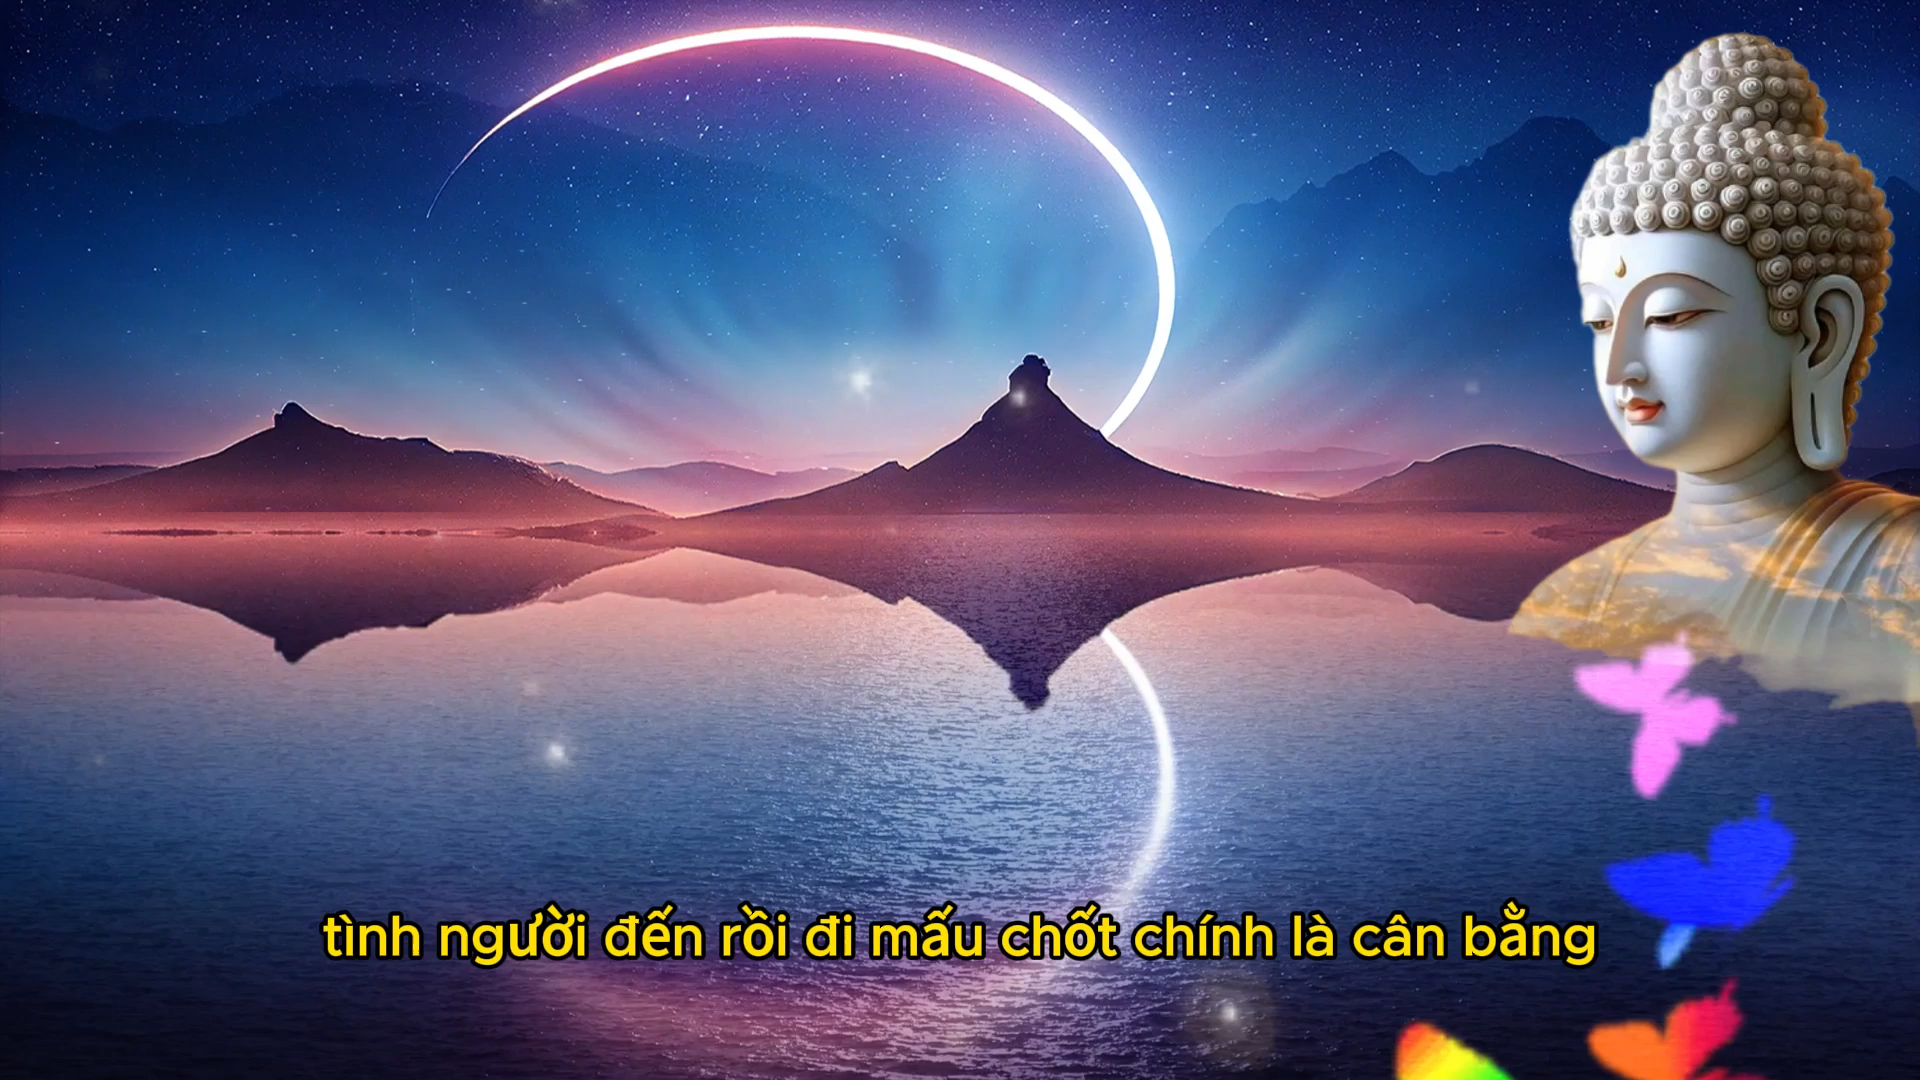 tình người đến rồi đi mấu chốt chính là cân bằng